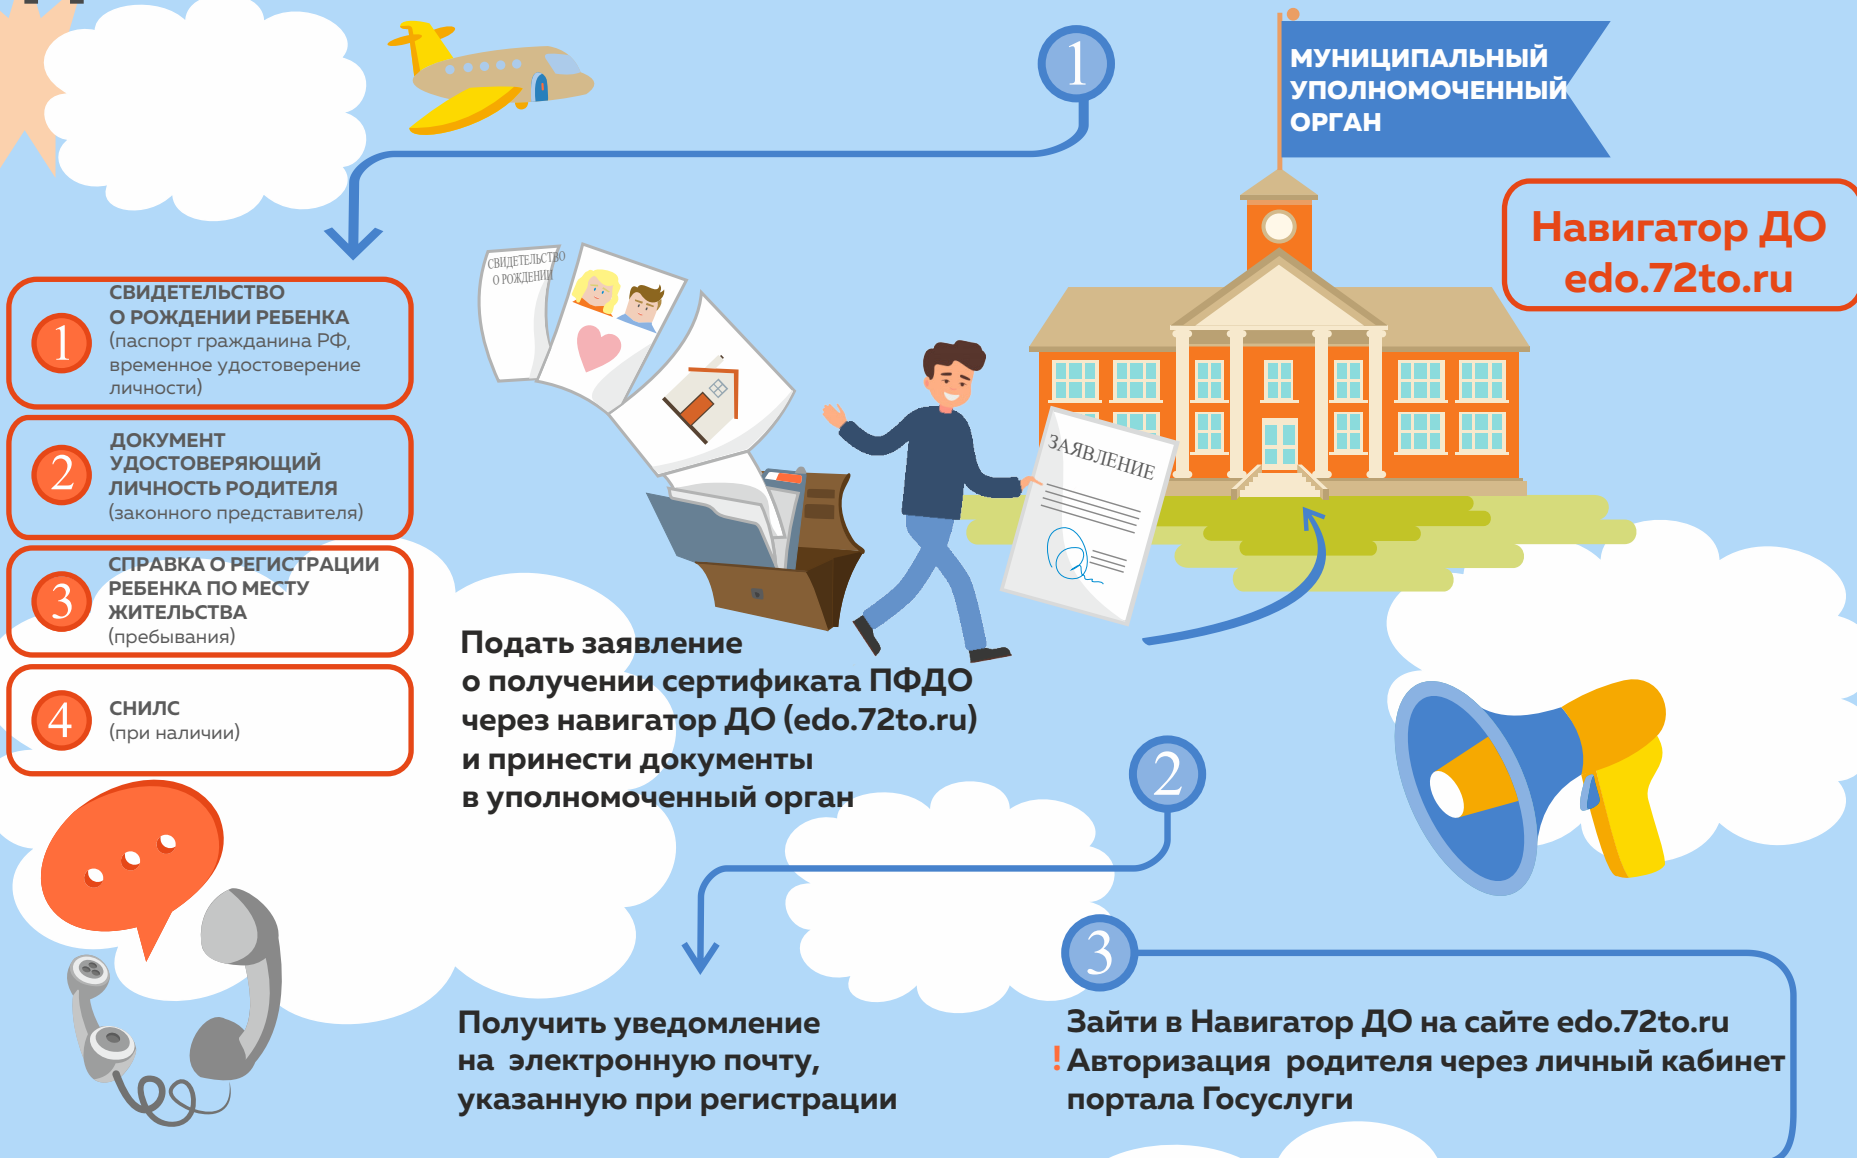 1
МУНИЦИПАЛЬНЫЙ
УПОЛНОМОЧЕННЫЙ
ОРГАН
Навигатор ДО
edo.72to.ru
1
СВИДЕТЕЛЬСТВО
О РОЖДЕНИИ РЕБЕНКА
(паспорт гражданина РФ,
временное удостоверение
личности)
2
ДОКУМЕНТ
УДОСТОВЕРЯЮЩИЙ
ЛИЧНОСТЬ РОДИТЕЛЯ
(законного представителя)
3
СПРАВКА О РЕГИСТРАЦИИ
РЕБЕНКА ПО МЕСТУ
ЖИТЕЛЬСТВА
(пребывания)
4
СНИЛС
(при наличии)
СВИДЕТЕЛЬСТВО
О РОЖДЕНИИ
ЗАЯВЛЕНИЕ
Подать заявление
о получении сертификата ПФДО
через навигатор ДО (edo.72to.ru)
и принести документы
в уполномоченный орган
2
Получить уведомление
на электронную почту,
указанную при регистрации
3
Зайти в Навигатор ДО на сайте edo.72to.ru
! Авторизация родителя через личный кабинет
портала Госуслуги